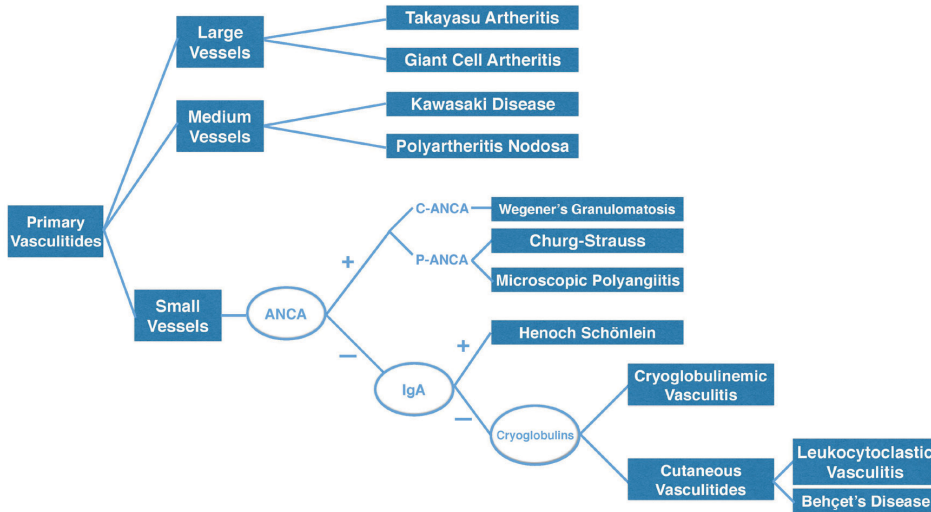 Large
Vessels
Takayasu Artheritis
Giant Cell Artheritis
Medium
Vessels
Kawasaki Disease
Polyartheritis Nodosa
Primary
Vasculitides
C-ANCA
Wegener's Granulomatosis
+
P-ANCA
Churg-Strauss
Microscopic Polyangiitis
Small
Vessels
ANCA
–
+
Henoch Schönlein
IgA
–
Cryoglobulins
Cryoglobulinemic
Vasculitis
Cutaneous
Vasculitides
Leukocytoclastic
Vasculitis
Behçet's Disease